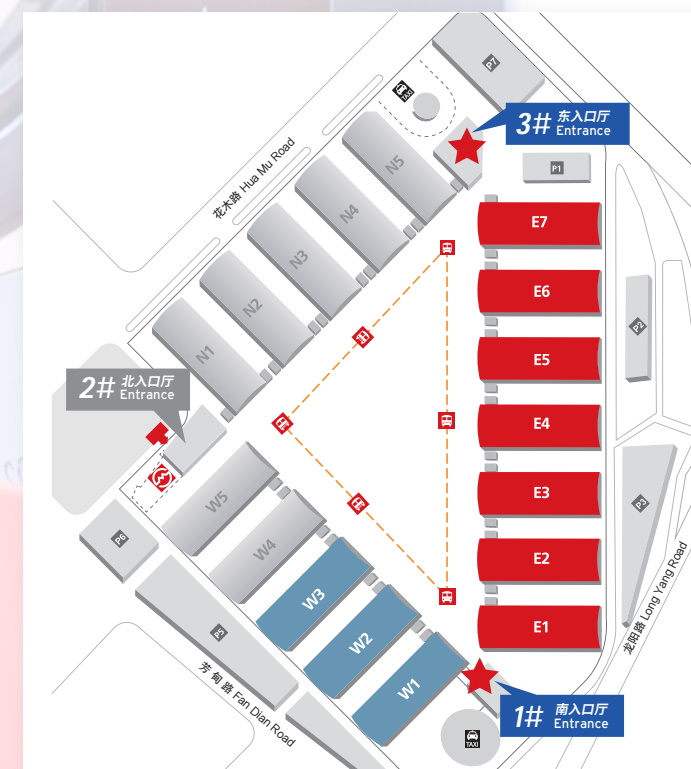 P7
TAXI
3# 东入口厅
Entrance
花木路 Hua Mu Road
N5
P1
N4
E7
N3
E6
N2
P2
N1
E5
2# 北入口厅
Entrance
E4
W5
E3
P3
P6
W4
E2
W3
龙阳路 Long Yang Road
P5
W2
E1
芳甸路 Fan Dian Road
W1
1# 南入口厅
Entrance
TAXI